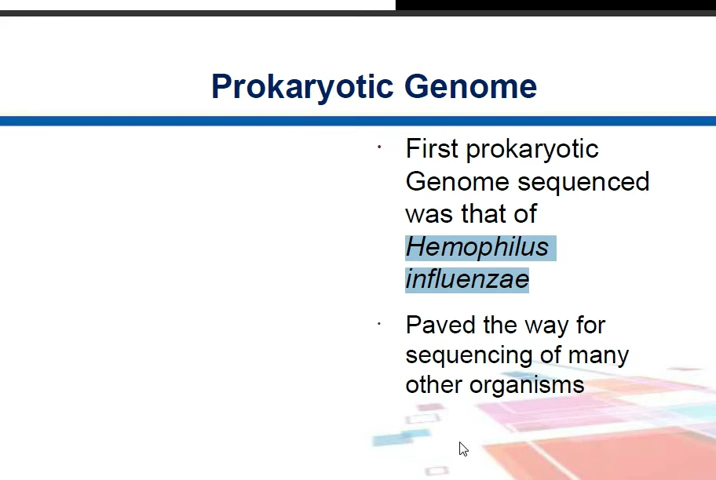 Prokaryotic Genome
· First prokaryotic
Genome sequenced
was that of
Hemophilus
influenzae
· Paved the way for
sequencing of many
other organisms